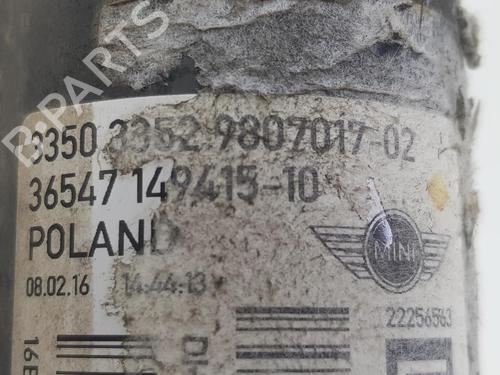 B-PARTS
3350 3352 9807017-02
36547 149415-10
POLAND
MINI
08.02.16 14:44:13
22256563